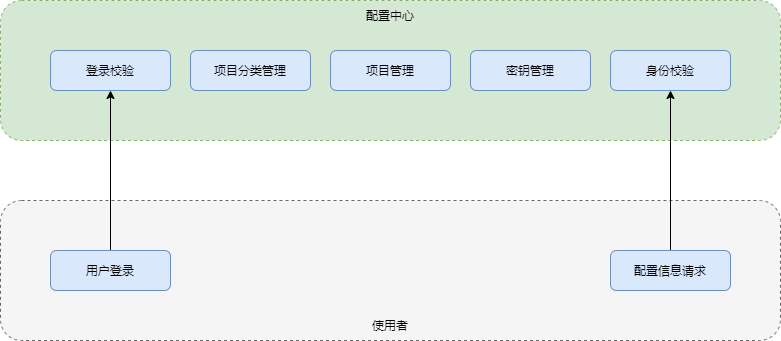 配置中心
登录校验
项目分类管理
项目管理
密钥管理
身份校验
用户登录
配置信息请求
使用者